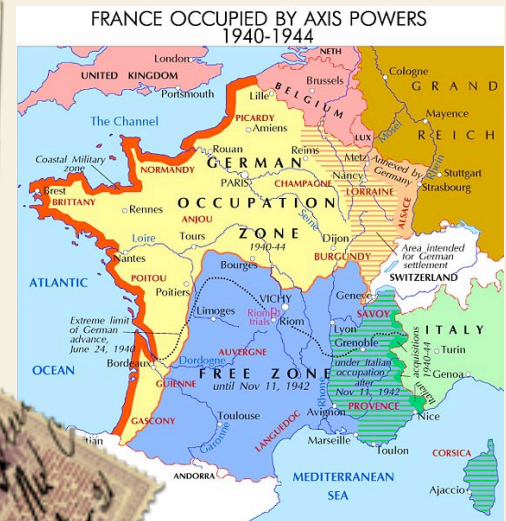 FRANCE OCCUPIED BY AXIS POWERS
1940-1944
NETH
London
UNITED KINGDOM
Portsmouth
Brussels
Cologne
GRAND
REICH
BELGIUM
Lille
The Channel
PICARDY
Amiens
LUX
Mosel
Mayence
Rhein
Coastal Military
zone
Rouan
Reims
Metz
Annexed by
Germany
NORMANDY
GERMAN
PARIS
CHAMPAGNE
Nancy
LORRAINE
Stuttgart
Strasbourg
ALSACE
Brest
BRITTANY
Rennes
OCCUPATION
ANJOU
Seine
ZONE
1940-44
Loire
Tours
Dijon
Area intended
for German
settlement
Nantes
Bourges
BURGUNDY
SWITZERLAND
ATLANTIC
POITOU
Poitiers
VICHY
Geneve
Extreme limit
of German
advance,
June 24, 1940
Limoges
Riom
trials
Riom
SAVOY
Lyon
ITALY
Turin
Genoa
AUVERGNE
Grenoble
Italian
acquisitions
1940-44
OCEAN
Bordeaux
Dordogne
FREE ZONE
until Nov 11, 1942
under Italian
occupation
after
Nov 11, 1942
GUIENNE
Rhone
PROVENCE
GASCONY
Toulouse
Garonne
LANGUEDOC
Avignon
Nice
Marseille
Toulon
CORSICA
Ajaccio
tian
ANDORRA
MEDITERRANEAN
SEA